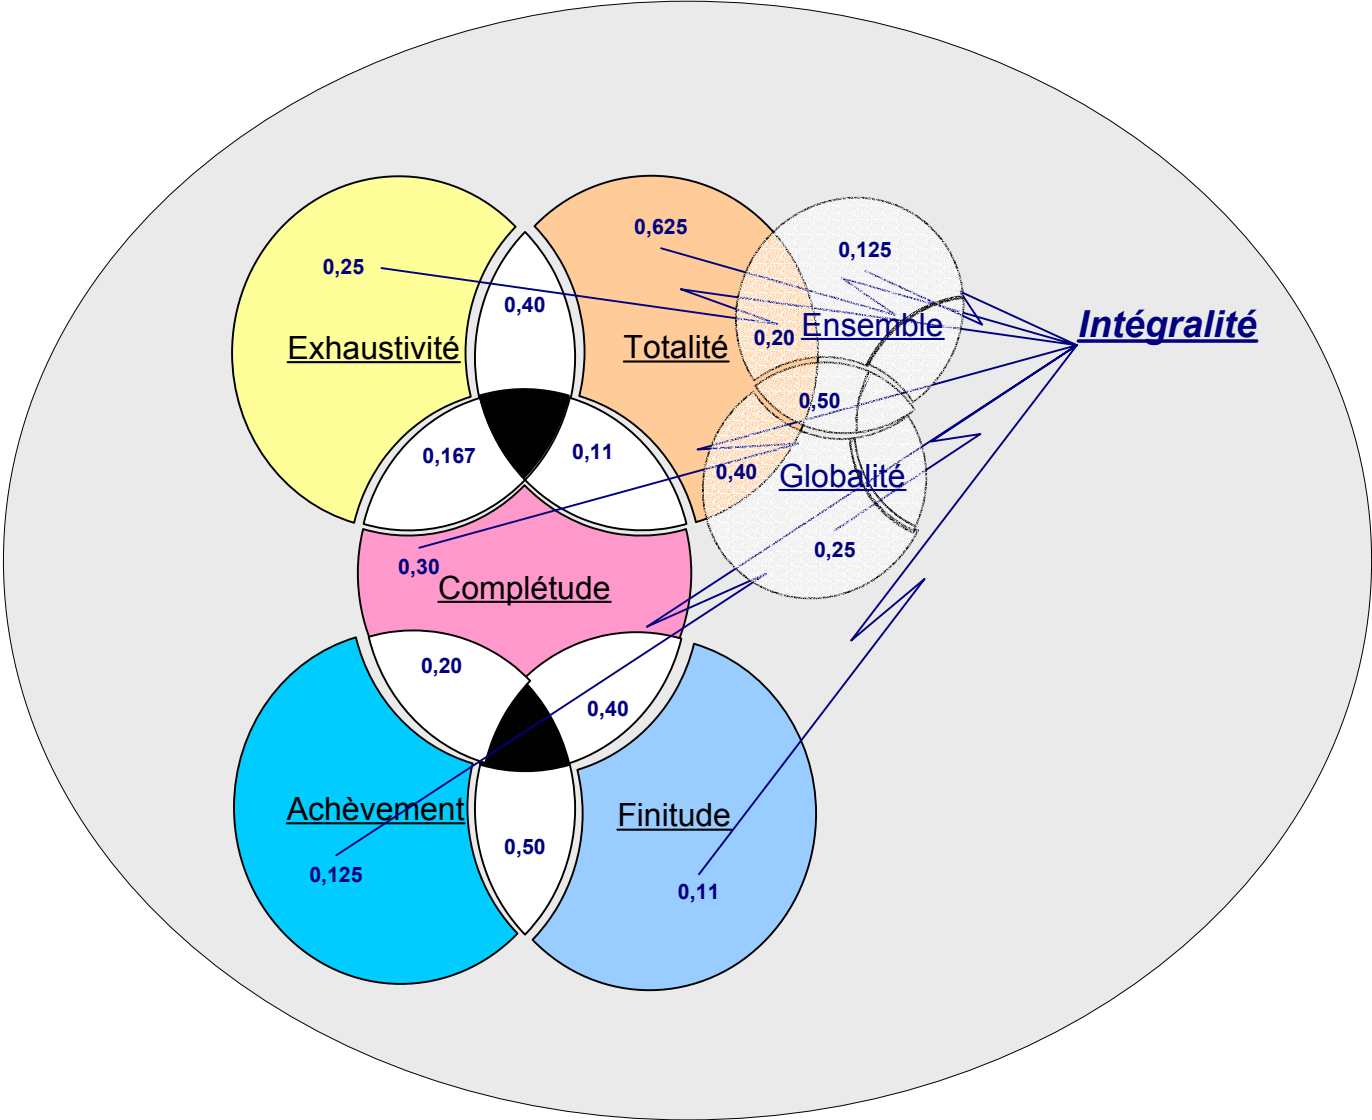 0,625
0,125
0,25
0,40
Intégralité
Exhaustivité
Totalité
0,20
Ensemble
0,50
0,167
0,11
0,40
Globalité
0,25
0,30
Complétude
0,20
0,40
Achèvement
Finitude
0,50
0,125
0,11